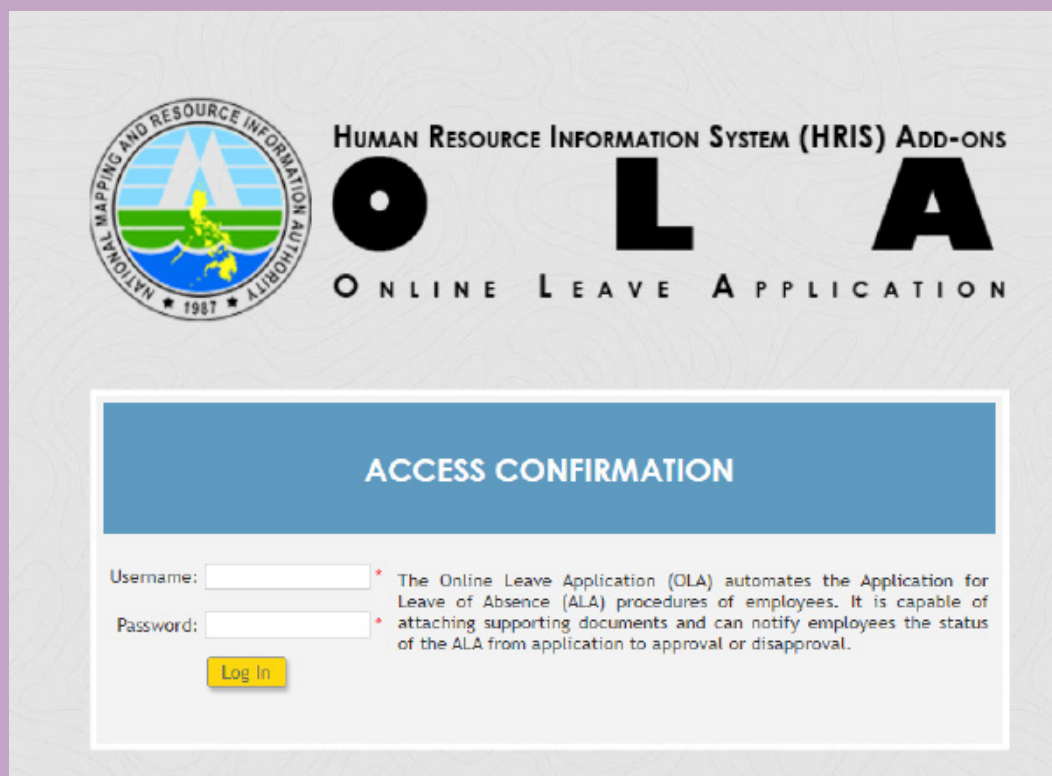 NATIONAL MAPPING AND RESOURCE INFORMATION AUTHORITY
★ 1987 ★
HUMAN RESOURCE INFORMATION SYSTEM (HRIS) ADD-ONS
OLA
ONLINE LEAVE APPLICATION
ACCESS CONFIRMATION
Username: *
Password: *
Log In
The Online Leave Application (OLA) automates the Application for
Leave of Absence (ALA) procedures of employees. It is capable of
attaching supporting documents and can notify employees the status
of the ALA from application to approval or disapproval.